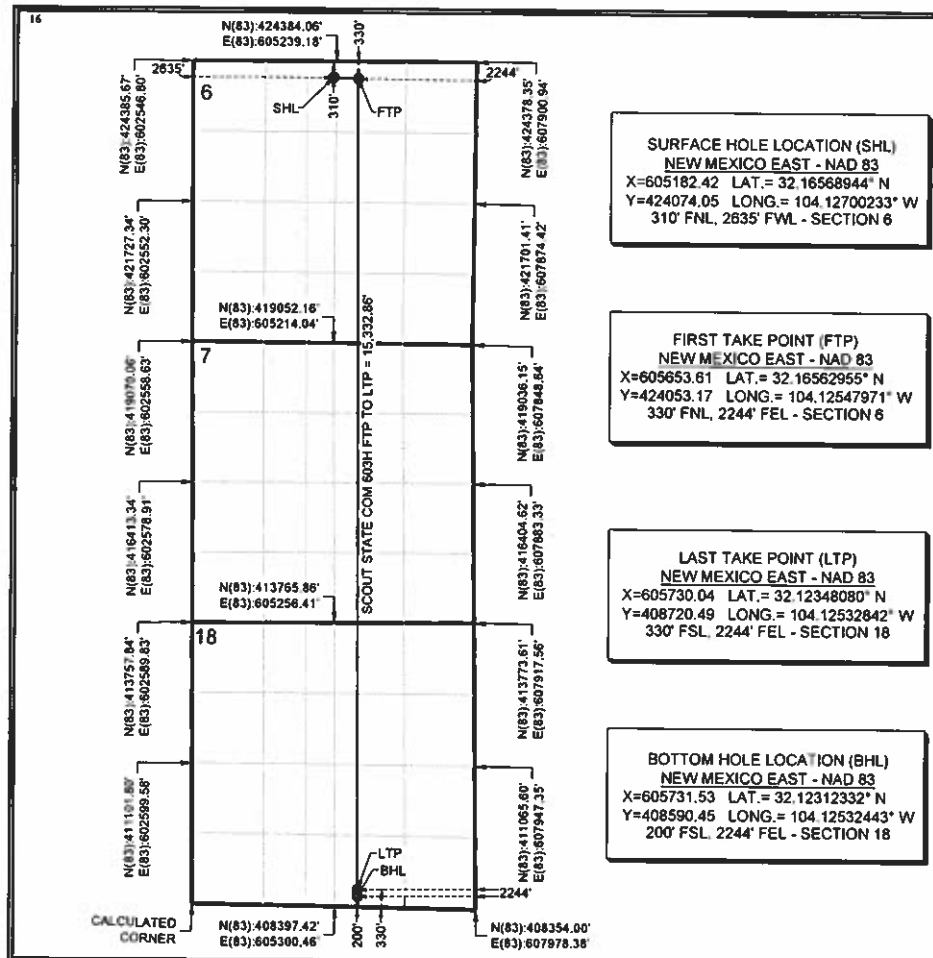 16
N(83):424384.06'
E(83):605239.18'
330'
2635'
2244'
6
SHL
310'
FTP
N(83):424385.67'
E(83):602546.80'
N(83):424378.35'
E(83):607900.94'
N(83):421727.34'
E(83):602552.30'
N(83):421701.41'
E(83):607874.42'
N(83):419052.16'
E(83):605214.04'
7
N(83):419070.06'
E(83):602558.63'
N(83):419036.15'
E(83):607848.64'
SCOUT STATE COM 603H FTP TO LTP = 15,332.86'
N(83):416413.34'
E(83):602578.91'
N(83):416404.62'
E(83):607883.33'
N(83):413765.86'
E(83):605256.41'
18
N(83):413757.84'
E(83):602589.83'
N(83):413773.61'
E(83):607917.56'
N(83):411101.80'
E(83):602599.58'
N(83):411065.60'
E(83):607947.35'
LTP
BHL
2244'
CALCULATED
CORNER
N(83):408397.42'
E(83):605300.46'
200'
330'
N(83):408354.00'
E(83):607978.38'
SURFACE HOLE LOCATION (SHL)
NEW MEXICO EAST - NAD 83
X=605182.42 LAT.= 32.16568944° N
Y=424074.05 LONG.= 104.12700233° W
310' FNL, 2635' FWL - SECTION 6
FIRST TAKE POINT (FTP)
NEW MEXICO EAST - NAD 83
X=605653.61 LAT.= 32.16562955° N
Y=424053.17 LONG.= 104.12547971° W
330' FNL, 2244' FEL - SECTION 6
LAST TAKE POINT (LTP)
NEW MEXICO EAST - NAD 83
X=605730.04 LAT.= 32.12348080° N
Y=408720.49 LONG.= 104.12532842° W
330' FSL, 2244' FEL - SECTION 18
BOTTOM HOLE LOCATION (BHL)
NEW MEXICO EAST - NAD 83
X=605731.53 LAT.= 32.12312332° N
Y=408590.45 LONG.= 104.12532443° W
200' FSL, 2244' FEL - SECTION 18